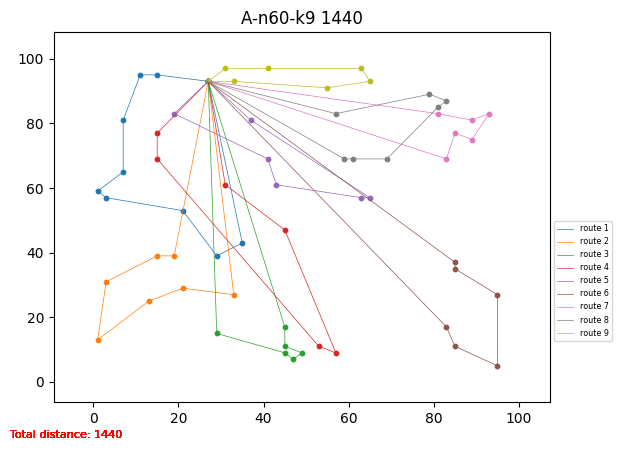 A-n60-k9 1440
100
80
60
40
20
0
0 20 40 60 80 100
route 1
route 2
route 3
route 4
route 5
route 6
route 7
route 8
route 9
Total distance: 1440